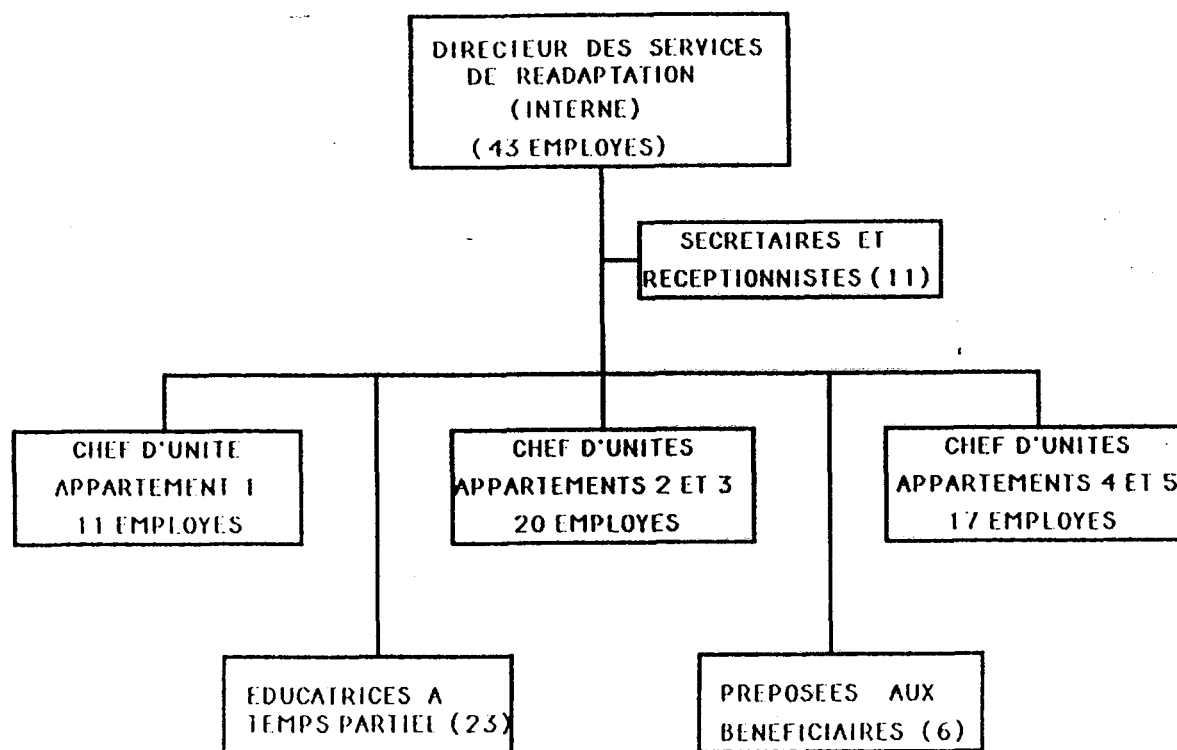 DIRECIEUR DES SERVICES
DE READAPTATION
(INTERNE)
(43 EMPLOYES)
SECRETAIRES ET
RECEPTIONNISTES (11)
CHEF D'UNITE
APPARTEMENT 1
11 EMPLOYES
CHEF D'UNITES
APPARTEMENTS 2 ET 3
20 EMPLOYES
CHEF D'UNITES
APPARTEMENTS 4 ET 5
17 EMPLOYES
EDUCATRICES A
TEMPS PARTIEL (23)
PREPOSEES AUX
BENEFICIAIRES (6)